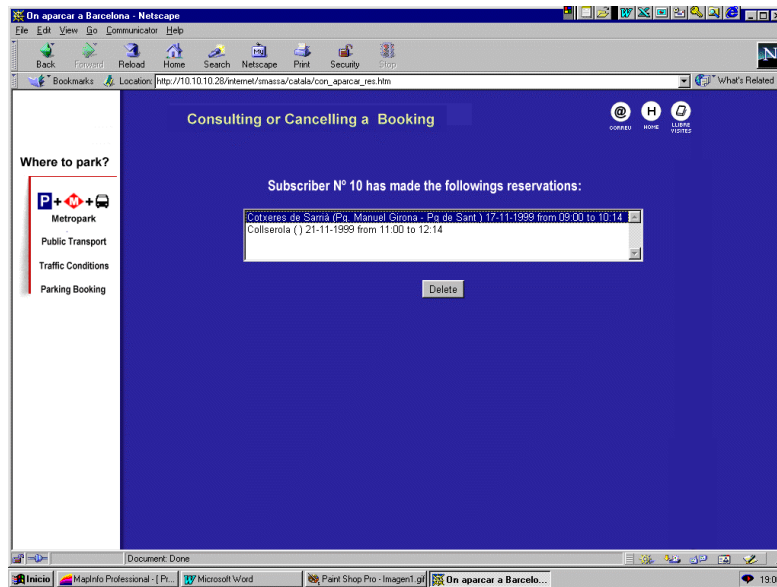 On aparcar a Barcelona - Netscape
File Edit View Go Communicator Help
Back Forward Reload Home Search Netscape Print Security Stop
Bookmarks Location: http://10.10.10.28/internet/smassa/catala/con_aparcar_res.htm What's Related
Consulting or Cancelling a Booking
@ H
CORREU HOME LLIBRE VISITES
Where to park?
P + M +
Metropark
Public Transport
Traffic Conditions
Parking Booking
Subscriber Nº 10 has made the followings reservations:
Cotxeres de Sarrià (Pg. Manuel Girona - Pg de Sant ) 17-11-1999 from 09:00 to 10:14
Collserola ( ) 21-11-1999 from 11:00 to 12:14
Delete
Document: Done
Inicio MapInfo Professional - [ Pr... Microsoft Word Paint Shop Pro - Imagen1.gif On aparcar a Barcelo...